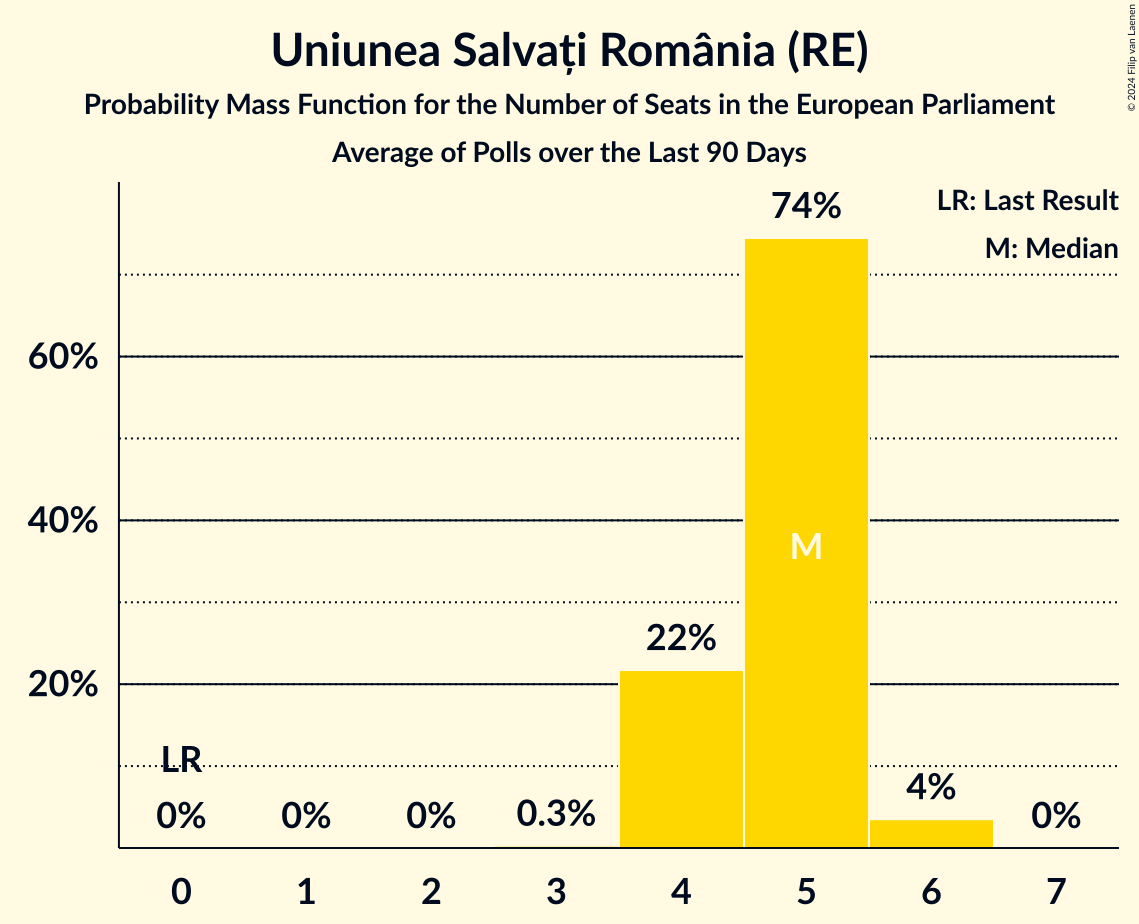 Uniunea Salvați România (RE)
Probability Mass Function for the Number of Seats in the European Parliament
Average of Polls over the Last 90 Days
© 2024 Filip van Laenen
LR: Last Result
M: Median
74%
60%
40%
M
22%
20%
LR
0% 0% 0% 0.3% 4% 0%
0 1 2 3 4 5 6 7